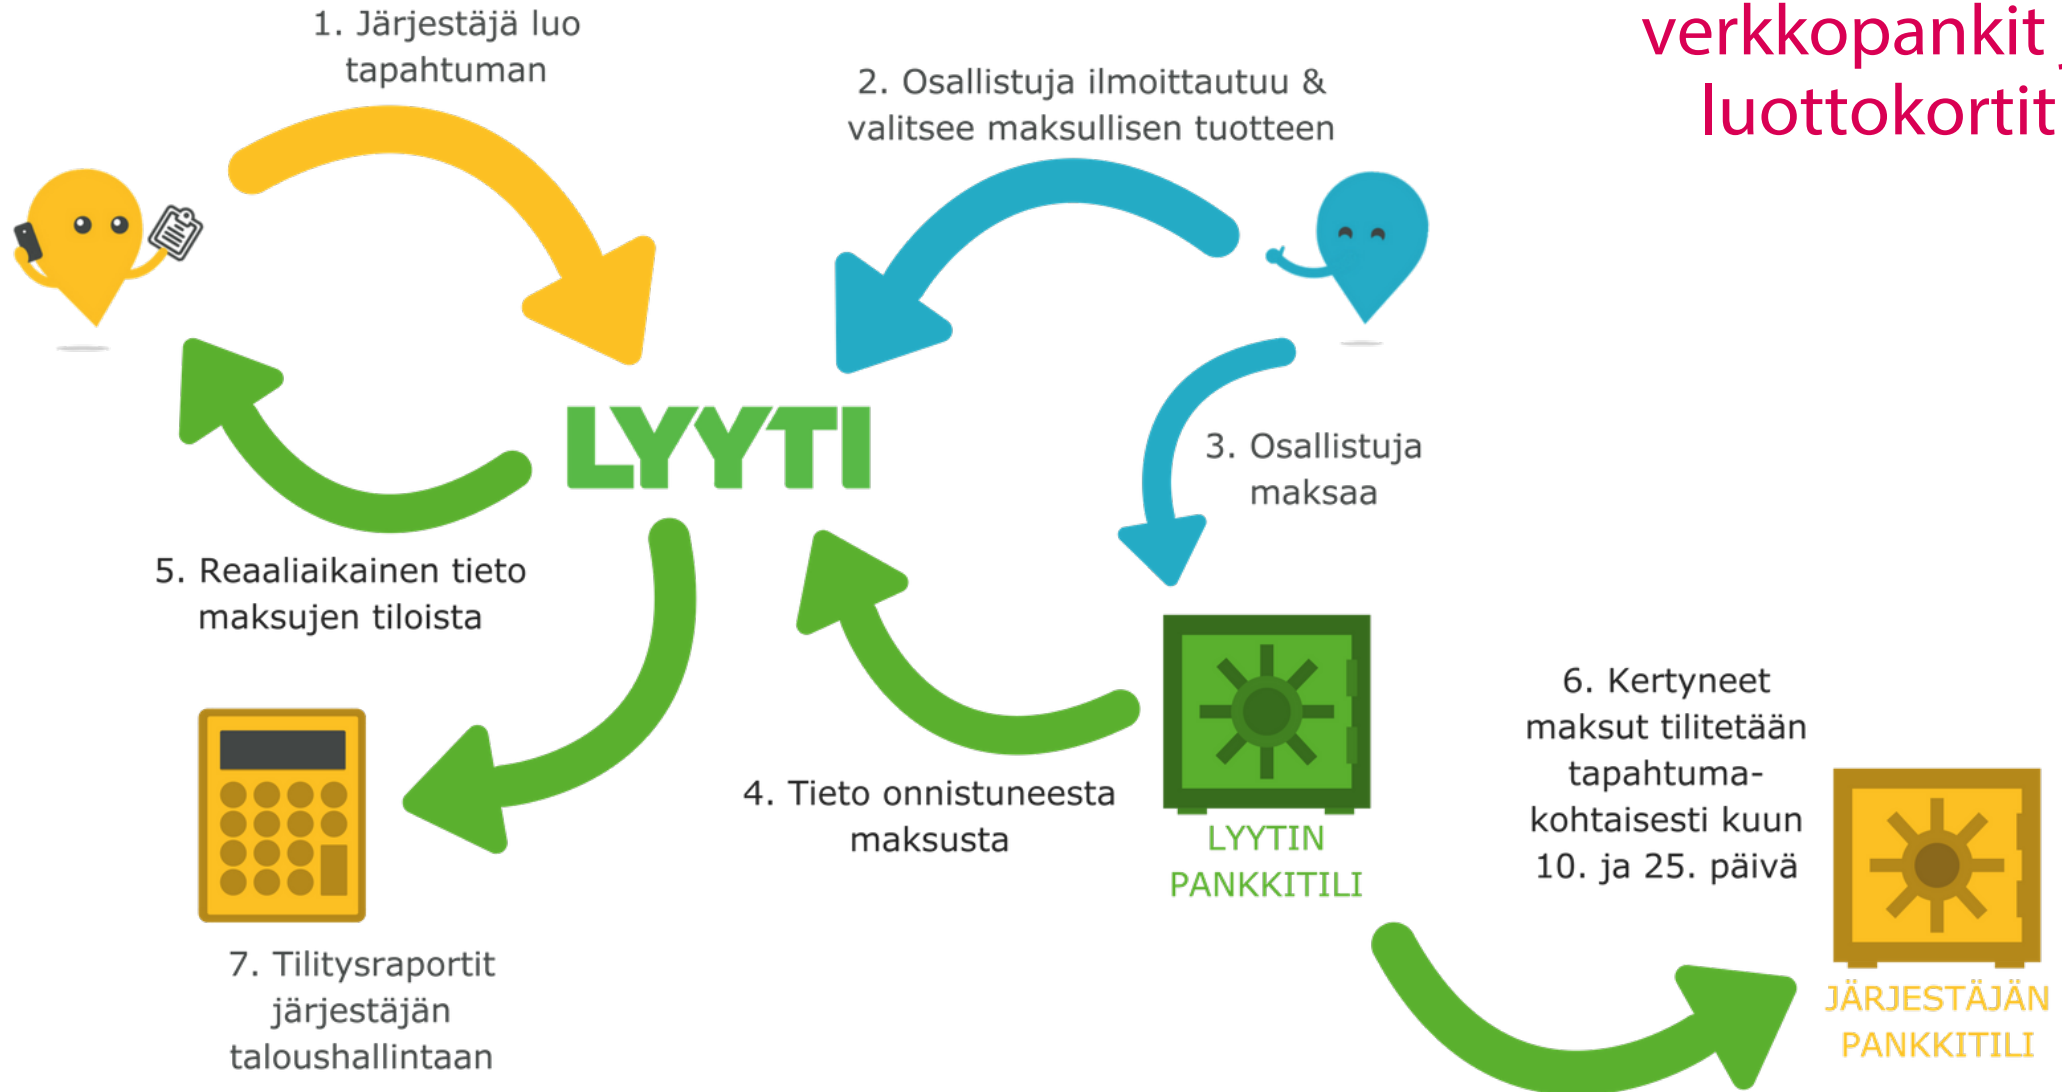 1. Järjestäjä luo
tapahtuman
2. Osallistuja ilmoittautuu &
valitsee maksullisen tuotteen
verkkopankit
luottokortit
LYYTI
3. Osallistuja
maksaa
5. Reaaliaikainen tieto
maksujen tiloista
4. Tieto onnistuneesta
maksusta
LYYTIN
PANKKITILI
6. Kertyneet
maksut tilitetään
tapahtuma-
kohtaisesti kuun
10. ja 25. päivä
JÄRJESTÄJÄN
PANKKITILI
7. Tilitysraportit
järjestäjän
taloushallintaan